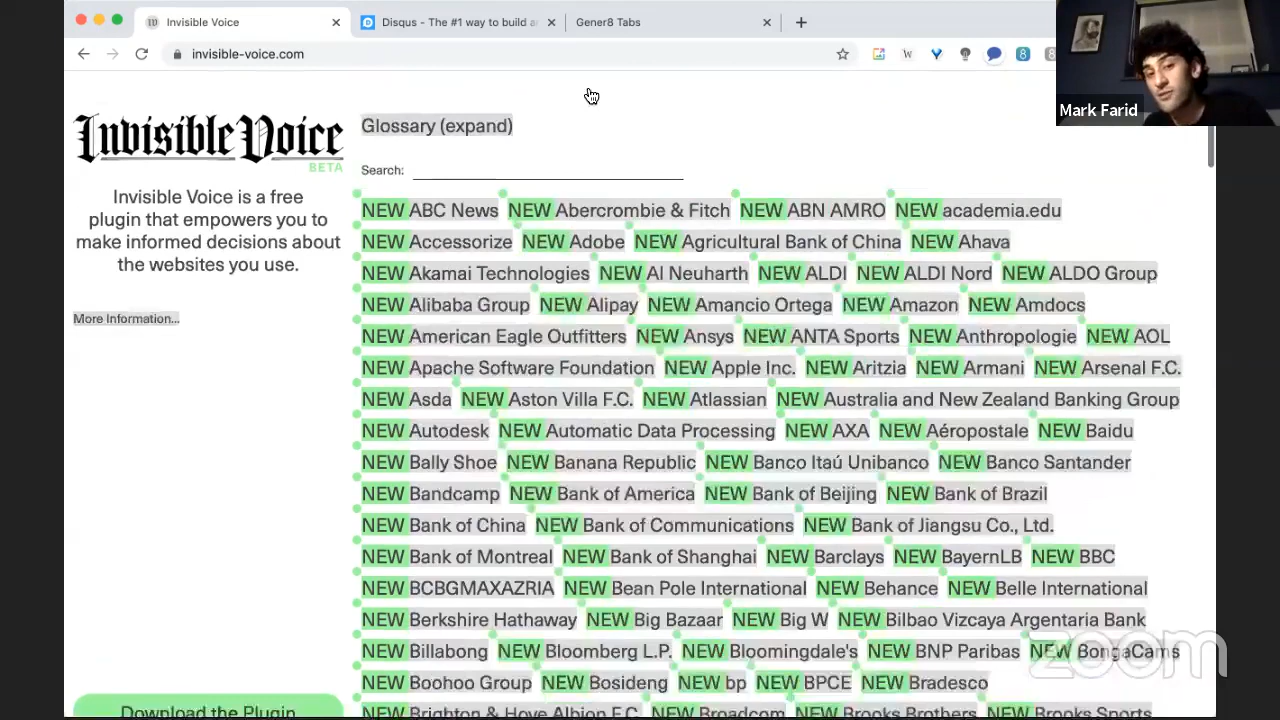 Invisible Voice
Disqus - The #1 way to build a
Gener8 Tabs
invisible-voice.com
Mark Farid
Invisible Voice
BETA
Invisible Voice is a free
plugin that empowers you to
make informed decisions about
the websites you use.
More Information...
Download the Plugin
Glossary (expand)
Search:
NEW ABC News NEW Abercrombie & Fitch NEW ABN AMRO NEW academia.edu
NEW Accessorize NEW Adobe NEW Agricultural Bank of China NEW Ahava
NEW Akamai Technologies NEW Al Neuharth NEW ALDI NEW ALDI Nord NEW ALDO Group
NEW Alibaba Group NEW Alipay NEW Amancio Ortega NEW Amazon NEW Amdocs
NEW American Eagle Outfitters NEW Ansys NEW ANTA Sports NEW Anthropologie NEW AOL
NEW Apache Software Foundation NEW Apple Inc. NEW Aritzia NEW Armani NEW Arsenal F.C.
NEW Asda NEW Aston Villa F.C. NEW Atlassian NEW Australia and New Zealand Banking Group
NEW Autodesk NEW Automatic Data Processing NEW AXA NEW Aéropostale NEW Baidu
NEW Bally Shoe NEW Banana Republic NEW Banco Itaú Unibanco NEW Banco Santander
NEW Bandcamp NEW Bank of America NEW Bank of Beijing NEW Bank of Brazil
NEW Bank of China NEW Bank of Communications NEW Bank of Jiangsu Co., Ltd.
NEW Bank of Montreal NEW Bank of Shanghai NEW Barclays NEW BayernLB NEW BBC
NEW BCBGMAXAZRIA NEW Bean Pole International NEW Behance NEW Belle International
NEW Berkshire Hathaway NEW Big Bazaar NEW Big W NEW Bilbao Vizcaya Argentaria Bank
NEW Billabong NEW Bloomberg L.P. NEW Bloomingdale's NEW BNP Paribas NEW BongaCams
NEW Boohoo Group NEW Bosideng NEW bp NEW BPCE NEW Bradesco
NEW Brighton & Hove Albion F.C. NEW Broadcom NEW Brooks Brothers NEW Brooks Sports
zoom